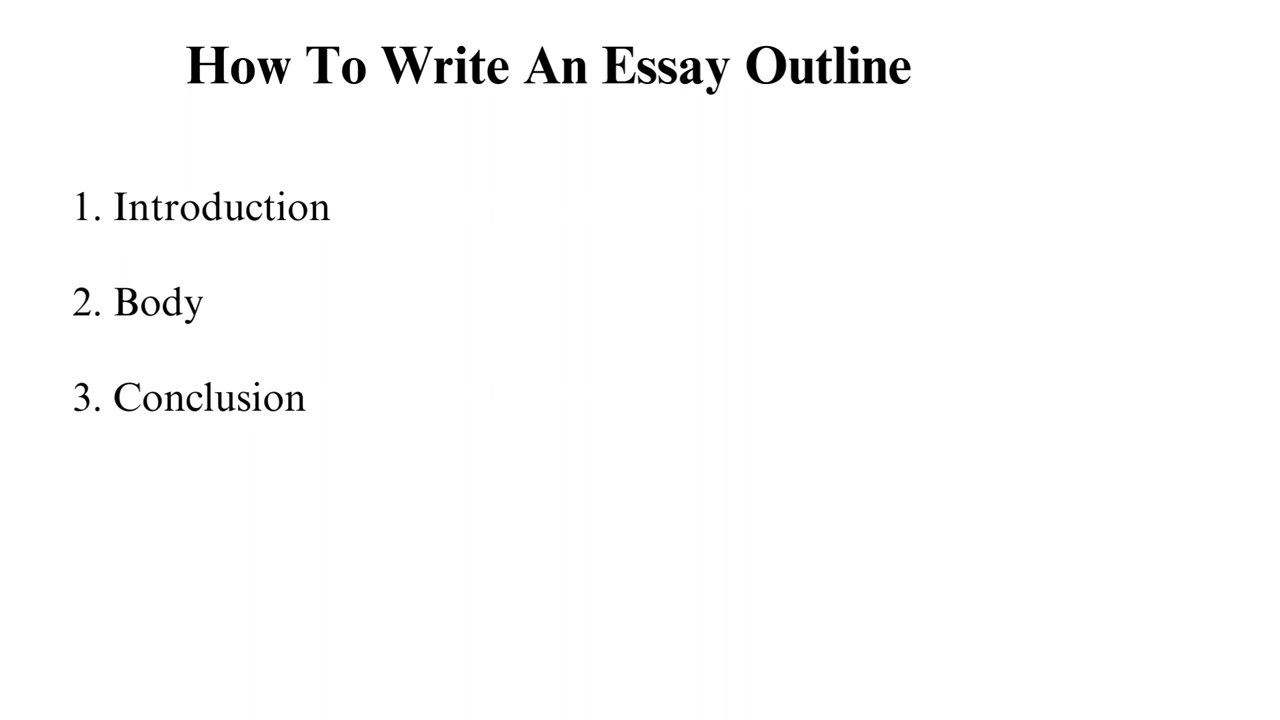 How To Write An Essay Outline
1. Introduction
2. Body
3. Conclusion